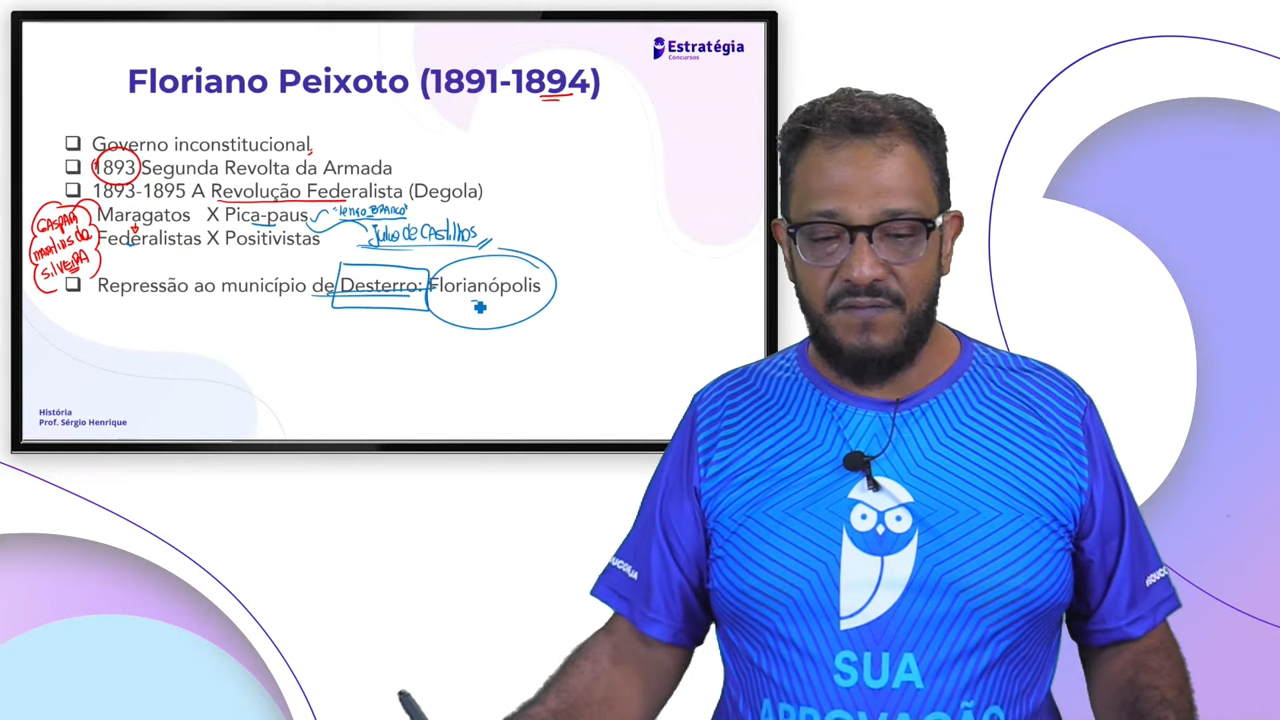 Estratégia
Concursos
Floriano Peixoto (1891-1894)
Governo inconstitucional
1893 Segunda Revolta da Armada
1893-1895 A Revolução Federalista (Degola)
Maragatos X Pica-paus "lenço BRANCO"
Federalistas X Positivistas Julio de CAStilhos
GASPAR
martins da
SilVEiRA
Repressão ao município de Desterro: Florianópolis
História
Prof. Sérgio Henrique
SUA
APROVAÇÃO